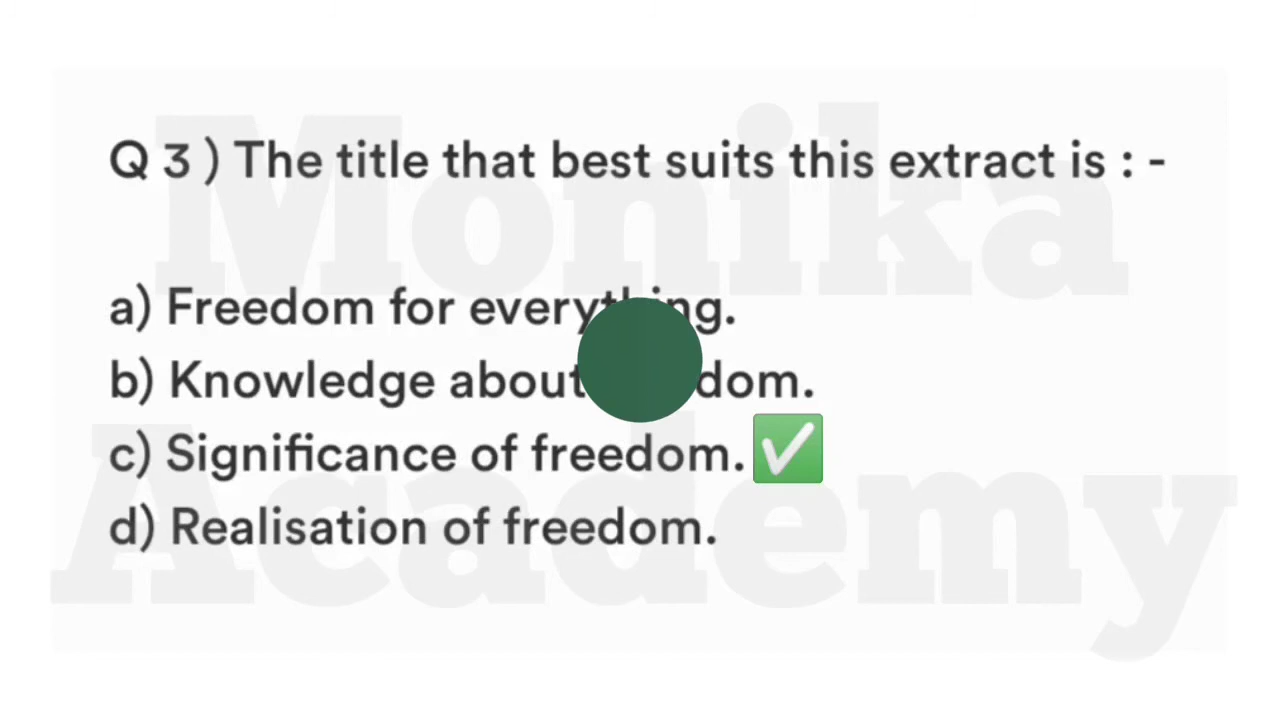 Q 3 ) The title that best suits this extract is : -
a) Freedom for everything.
b) Knowledge about
c) Significance of freedom.
d) Realisation of freedom.
Monika
Academy